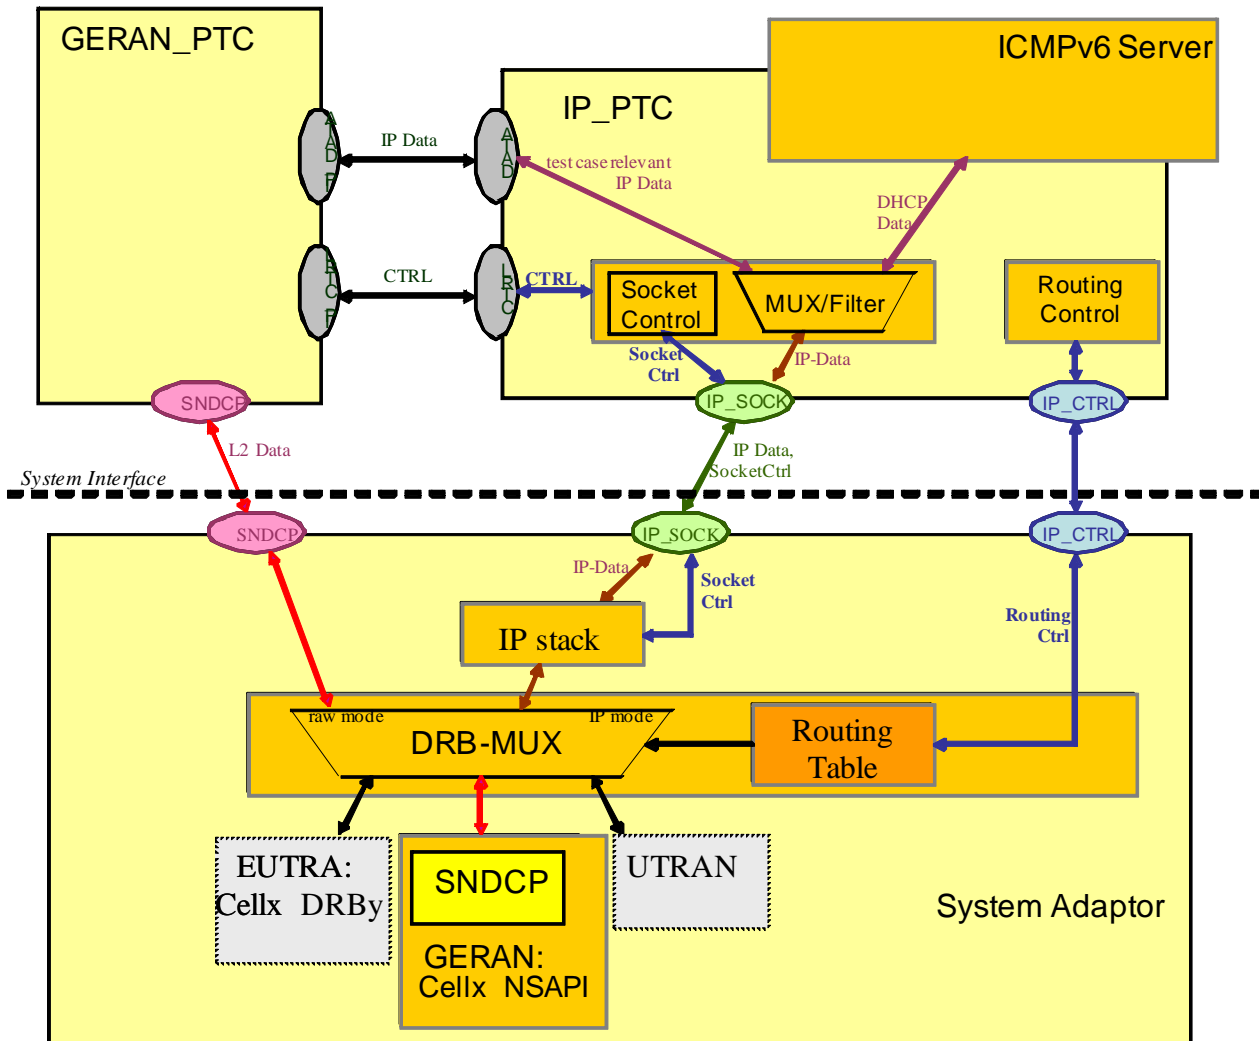 GERAN_PTC
ICMPv6 Server
IP_PTC
IP Data
test case relevant
IP Data
DHCP
Data
CTRL
CTRL
Socket
Control
MUX/Filter
Routing
Control
Socket
Ctrl
IP-Data
SNDCP
IP_SOCK
IP_CTRL
L2 Data
IP Data,
SocketCtrl
System Interface
SNDCP
IP_SOCK
IP_CTRL
IP-Data
Socket
Ctrl
IP stack
Routing
Ctrl
raw mode
IP mode
DRB-MUX
Routing
Table
EUTRA:
Cellx DRBy
SNDCP
UTRAN
GERAN:
Cellx NSAPI
System Adaptor